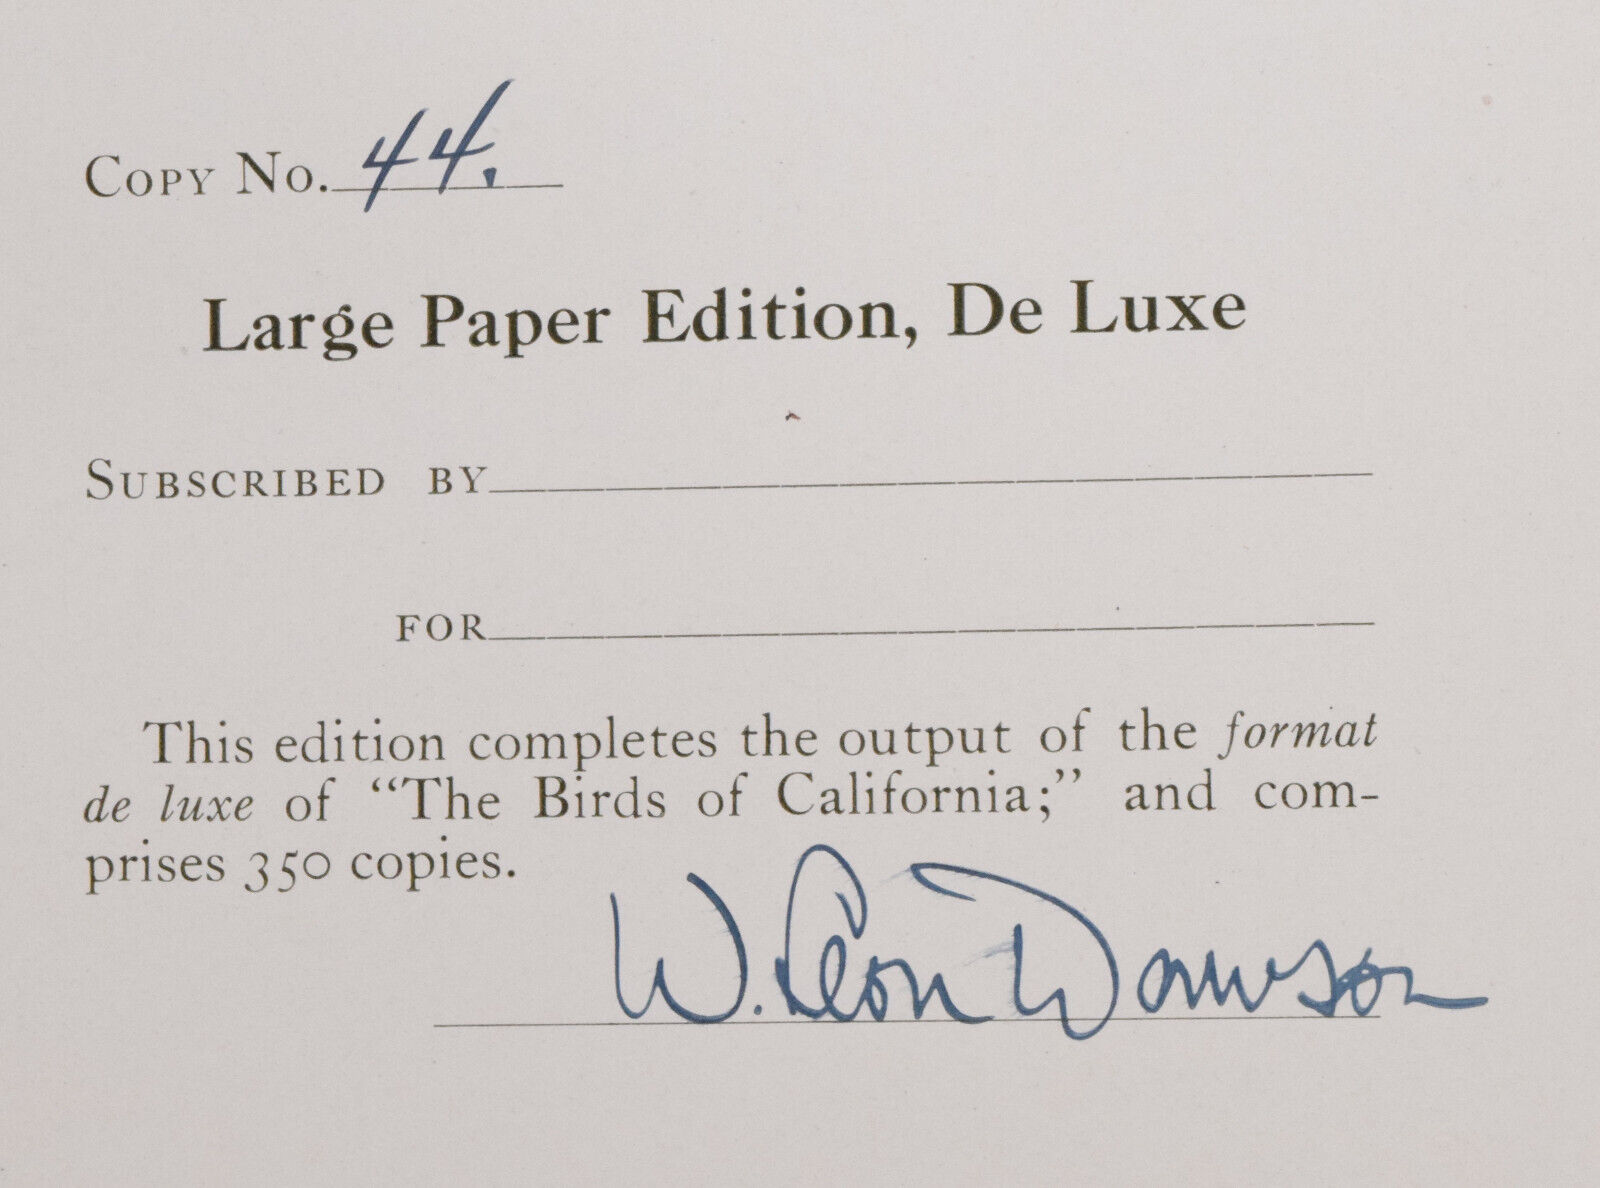 Copy No. 44.
Large Paper Edition, De Luxe
Subscribed by
for
This edition completes the output of the format
de luxe of “The Birds of California;” and com-
prises 350 copies.
W. Leon Dawson